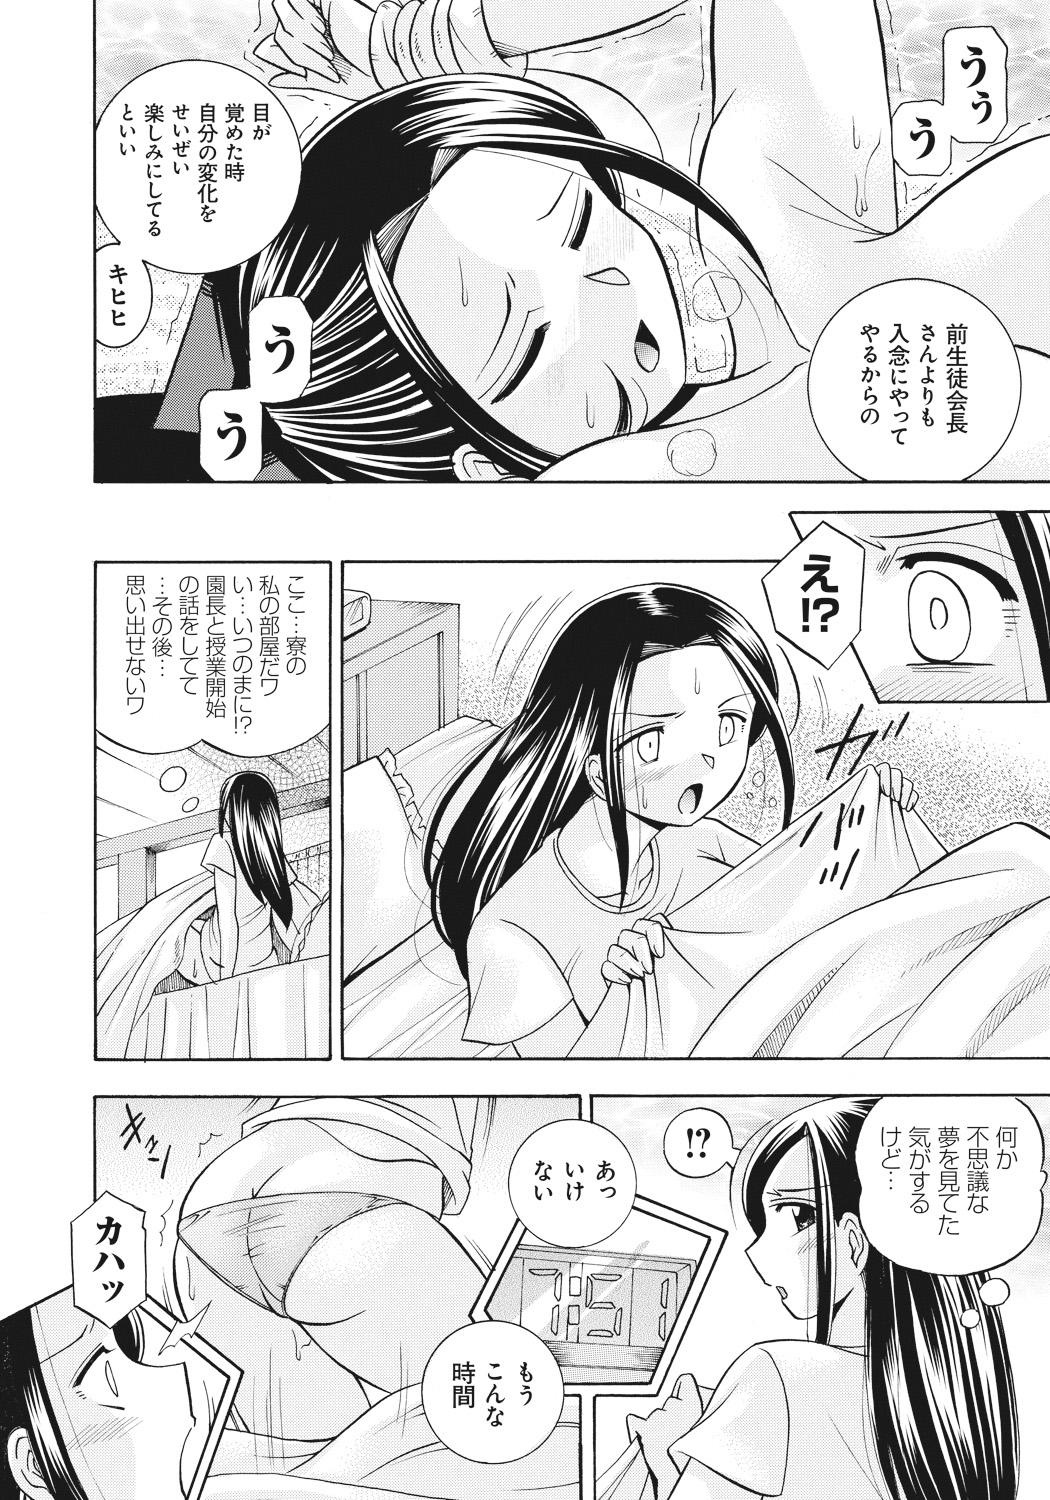 うぅ
う
前生徒会長
さんよりも
入念にやって
やるからの
目が
覚めた時
自分の変化を
せいぜい
楽しみにしてる
といい
キヒヒ
う
う
え!?
ガバッ
ここ…寮の
私の部屋だワ
い…いつのまに!?
園長と授業開始
の話をしてて
…その後…
思い出せないワ
何か
不思議な
夢を見てた
気がする
けど…
!?
あっ
いけ
ない
7:51
もう
こんな
時間
カハッ